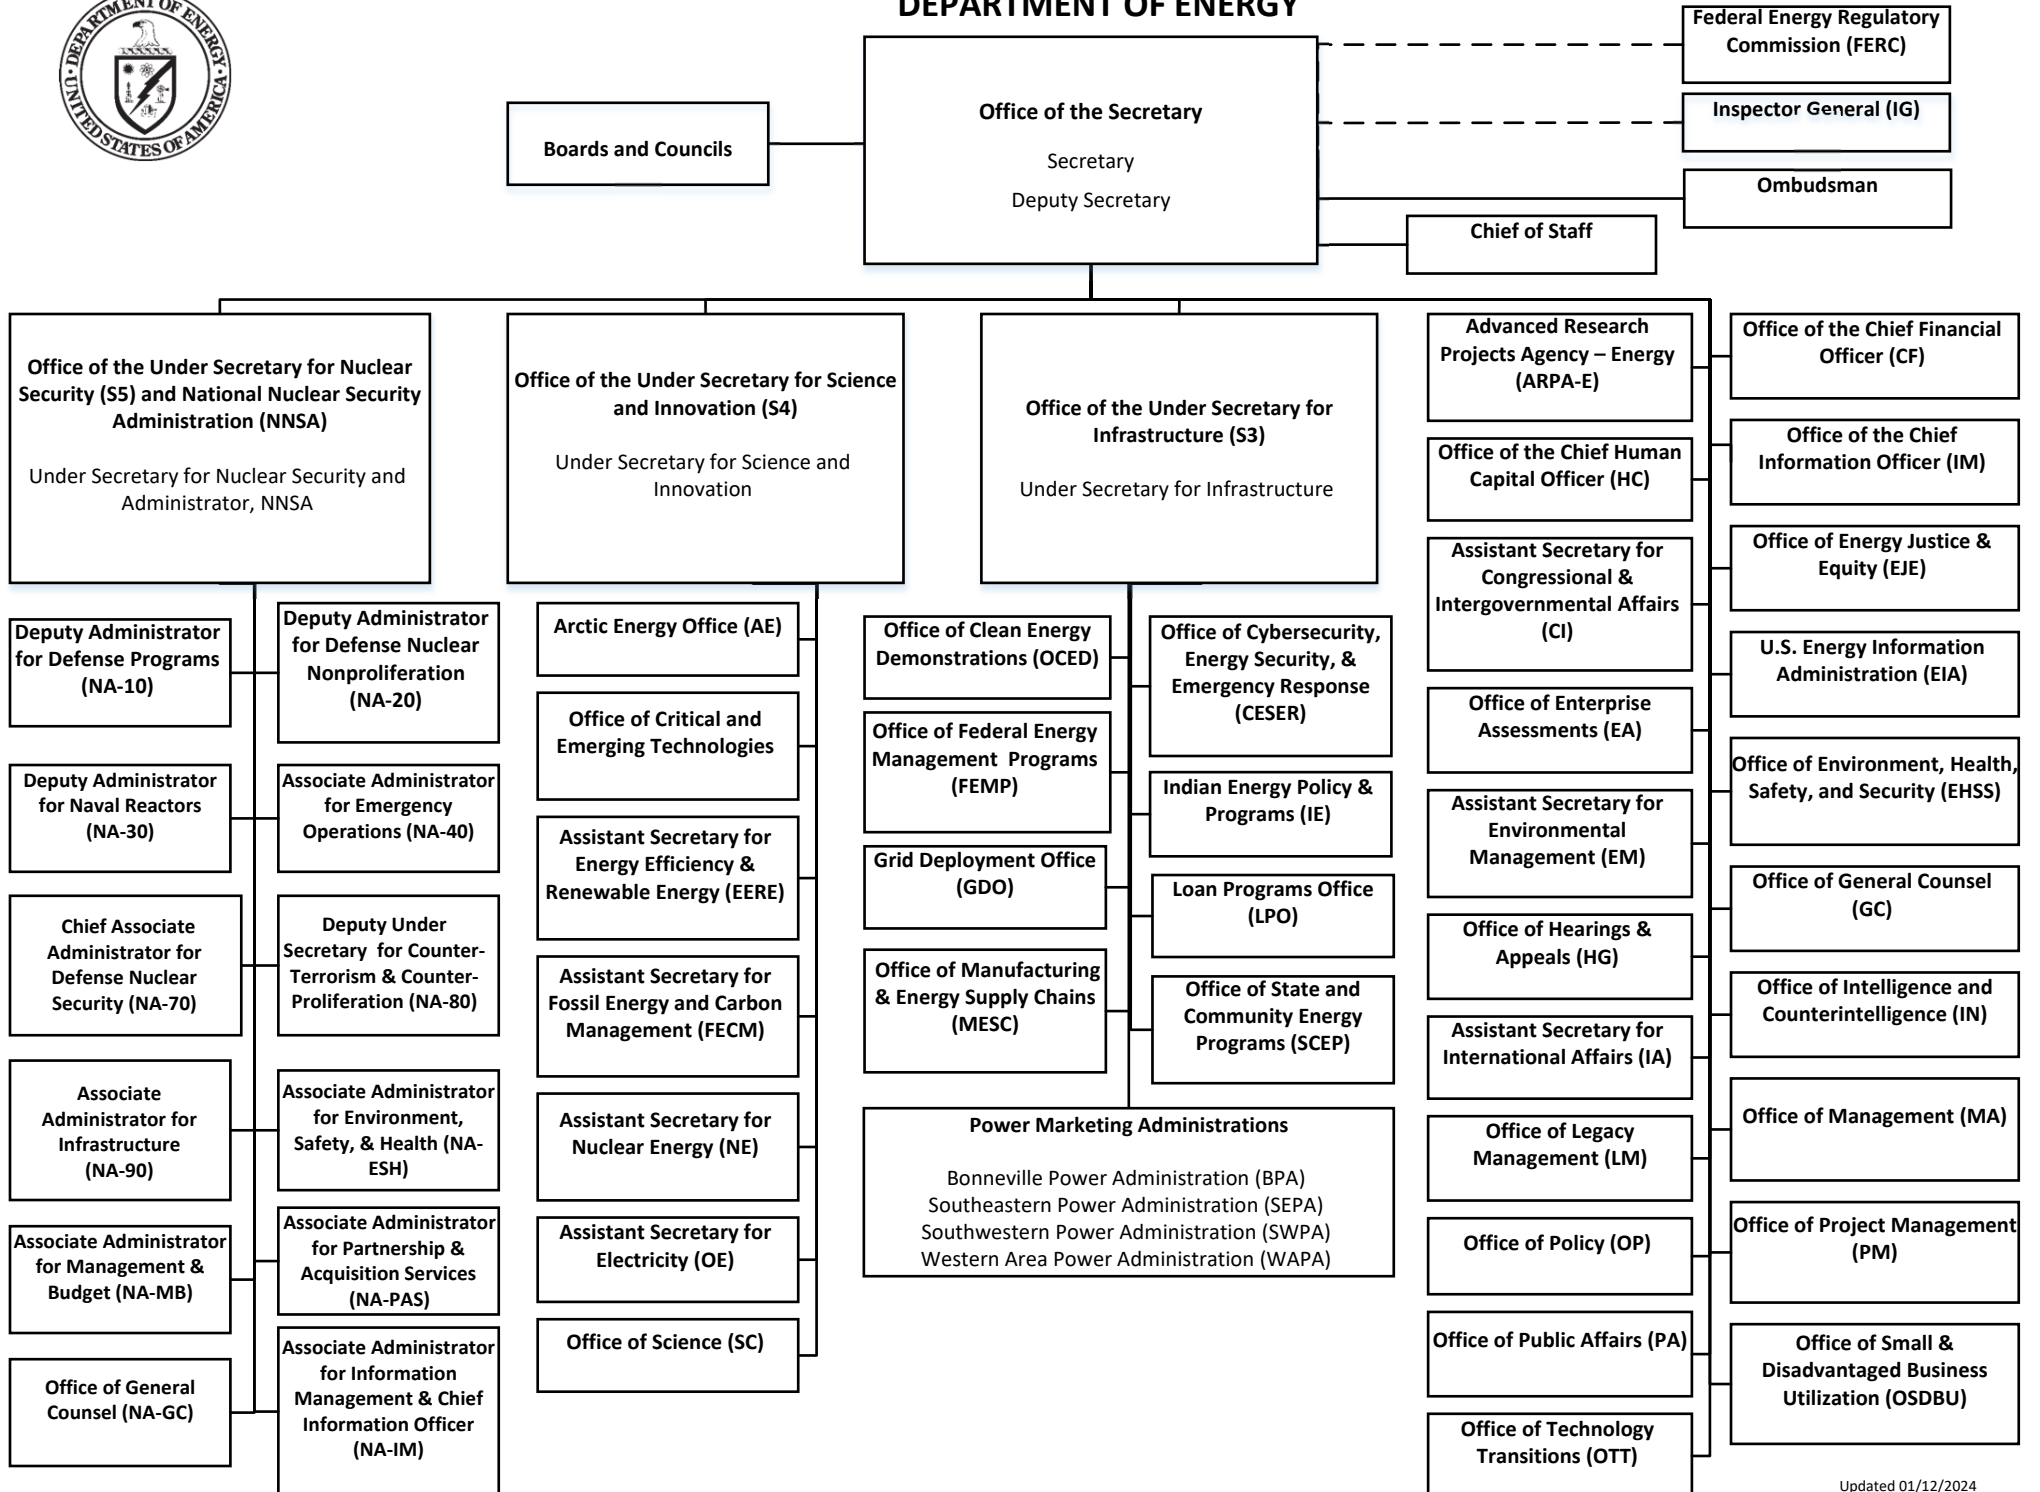 DEPARTMENT OF ENERGY
DEPARTMENT OF ENERGY
UNITED STATES OF AMERICA
Federal Energy Regulatory
Commission (FERC)
Inspector General (IG)
Ombudsman
Chief of Staff
Boards and Councils
Office of the Secretary
Secretary
Deputy Secretary
Office of the Under Secretary for Nuclear
Security (S5) and National Nuclear Security
Administration (NNSA)
Under Secretary for Nuclear Security and
Administrator, NNSA
Deputy Administrator
for Defense Programs
(NA-10)
Deputy Administrator
for Defense Nuclear
Nonproliferation
(NA-20)
Deputy Administrator
for Naval Reactors
(NA-30)
Associate Administrator
for Emergency
Operations (NA-40)
Chief Associate
Administrator for
Defense Nuclear
Security (NA-70)
Deputy Under
Secretary for Counter-
Terrorism & Counter-
Proliferation (NA-80)
Associate
Administrator for
Infrastructure
(NA-90)
Associate Administrator
for Environment,
Safety, & Health (NA-
ESH)
Associate Administrator
for Management &
Budget (NA-MB)
Associate Administrator
for Partnership &
Acquisition Services
(NA-PAS)
Office of General
Counsel (NA-GC)
Associate Administrator
for Information
Management & Chief
Information Officer
(NA-IM)
Office of the Under Secretary for Science
and Innovation (S4)
Under Secretary for Science and
Innovation
Arctic Energy Office (AE)
Office of Critical and
Emerging Technologies
Assistant Secretary for
Energy Efficiency &
Renewable Energy (EERE)
Assistant Secretary for
Fossil Energy and Carbon
Management (FECM)
Assistant Secretary for
Nuclear Energy (NE)
Assistant Secretary for
Electricity (OE)
Office of Science (SC)
Office of the Under Secretary for
Infrastructure (S3)
Under Secretary for Infrastructure
Office of Clean Energy
Demonstrations (OCED)
Office of Cybersecurity,
Energy Security, &
Emergency Response
(CESER)
Office of Federal Energy
Management Programs
(FEMP)
Indian Energy Policy &
Programs (IE)
Grid Deployment Office
(GDO)
Loan Programs Office
(LPO)
Office of Manufacturing
& Energy Supply Chains
(MESC)
Office of State and
Community Energy
Programs (SCEP)
Power Marketing Administrations
Bonneville Power Administration (BPA)
Southeastern Power Administration (SEPA)
Southwestern Power Administration (SWPA)
Western Area Power Administration (WAPA)
Advanced Research
Projects Agency – Energy
(ARPA-E)
Office of the Chief Human
Capital Officer (HC)
Assistant Secretary for
Congressional &
Intergovernmental Affairs
(CI)
Office of Enterprise
Assessments (EA)
Assistant Secretary for
Environmental
Management (EM)
Office of Hearings &
Appeals (HG)
Assistant Secretary for
International Affairs (IA)
Office of Legacy
Management (LM)
Office of Policy (OP)
Office of Public Affairs (PA)
Office of Technology
Transitions (OTT)
Office of the Chief Financial
Officer (CF)
Office of the Chief
Information Officer (IM)
Office of Energy Justice &
Equity (EJE)
U.S. Energy Information
Administration (EIA)
Office of Environment, Health,
Safety, and Security (EHSS)
Office of General Counsel
(GC)
Office of Intelligence and
Counterintelligence (IN)
Office of Management (MA)
Office of Project Management
(PM)
Office of Small &
Disadvantaged Business
Utilization (OSDBU)
Updated 01/12/2024